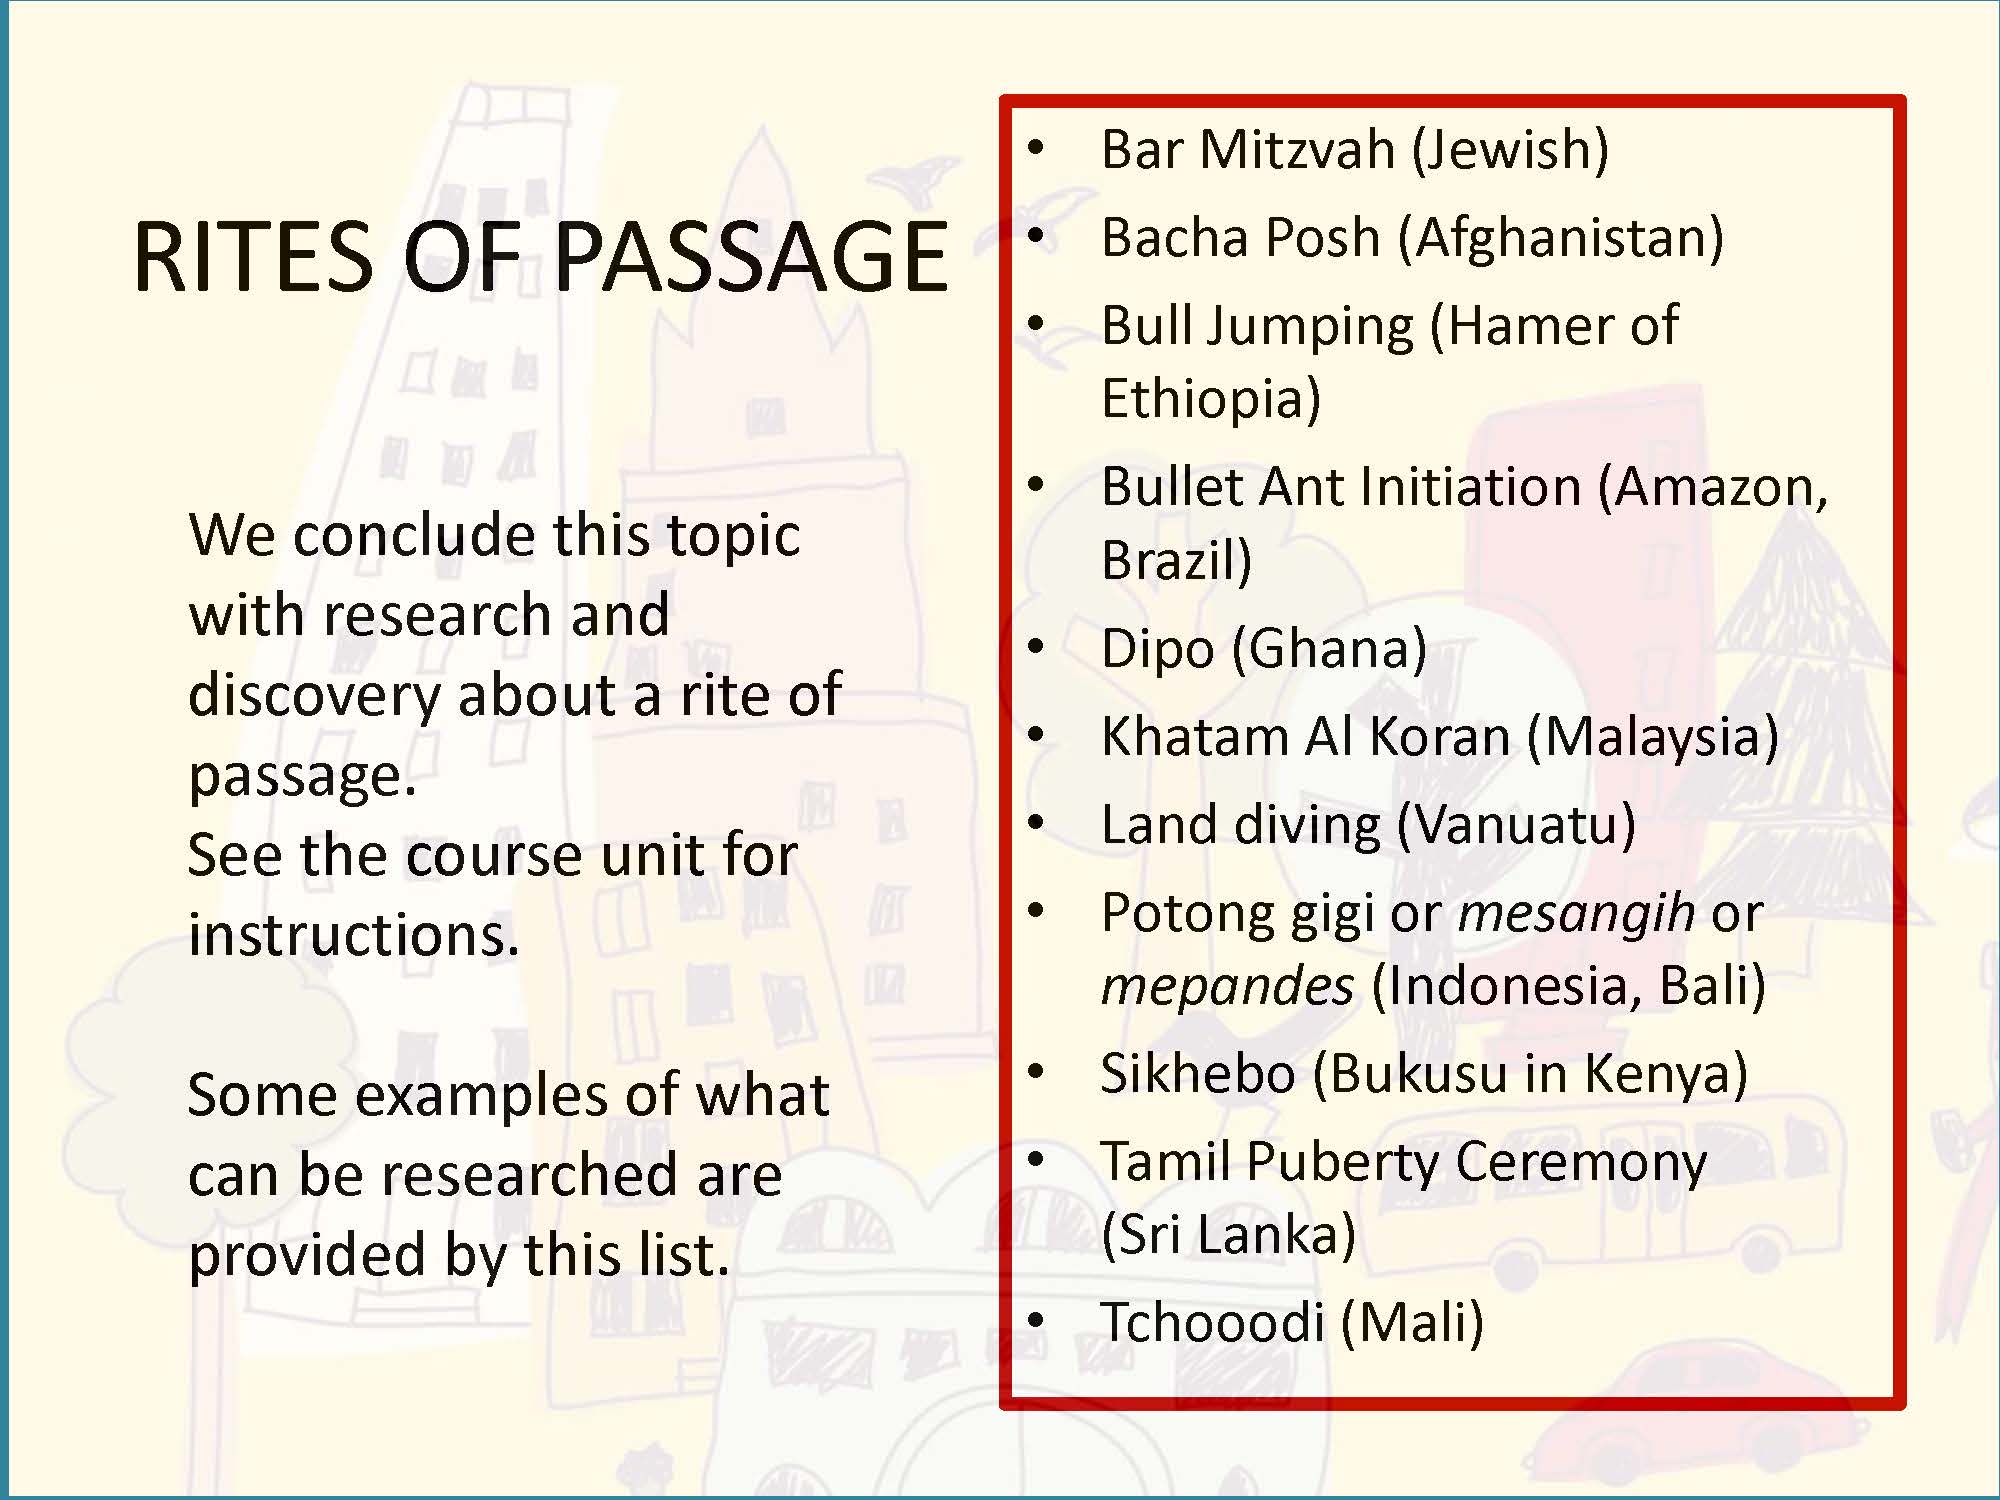 RITES OF PASSAGE
We conclude this topic
with research and
discovery about a rite of
passage.
See the course unit for
instructions.
Some examples of what
can be researched are
provided by this list.
• Bar Mitzvah (Jewish)
• Bacha Posh (Afghanistan)
• Bull Jumping (Hamer of
Ethiopia)
• Bullet Ant Initiation (Amazon,
Brazil)
• Dipo (Ghana)
• Khatam Al Koran (Malaysia)
• Land diving (Vanuatu)
• Potong gigi or mesangih or
mepandes (Indonesia, Bali)
• Sikhebo (Bukusu in Kenya)
• Tamil Puberty Ceremony
(Sri Lanka)
• Tchooodi (Mali)